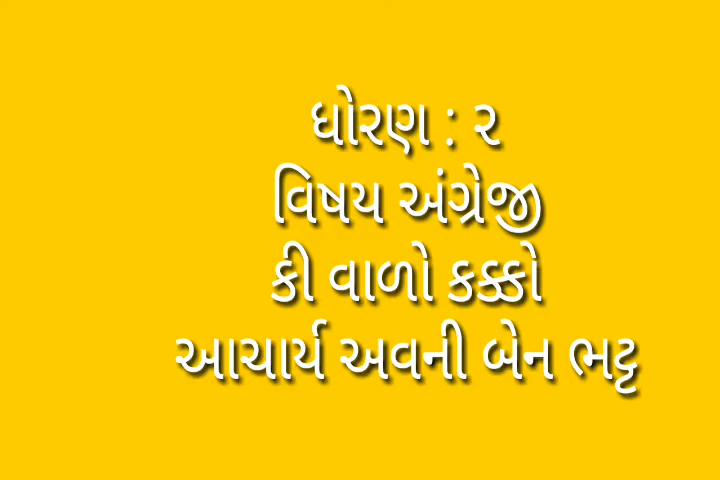 ધોરણ : ૨
વિષય અંગ્રેજી
કી વાળો કક્કો
આચાર્ય અવની બેન ભટ્ટ